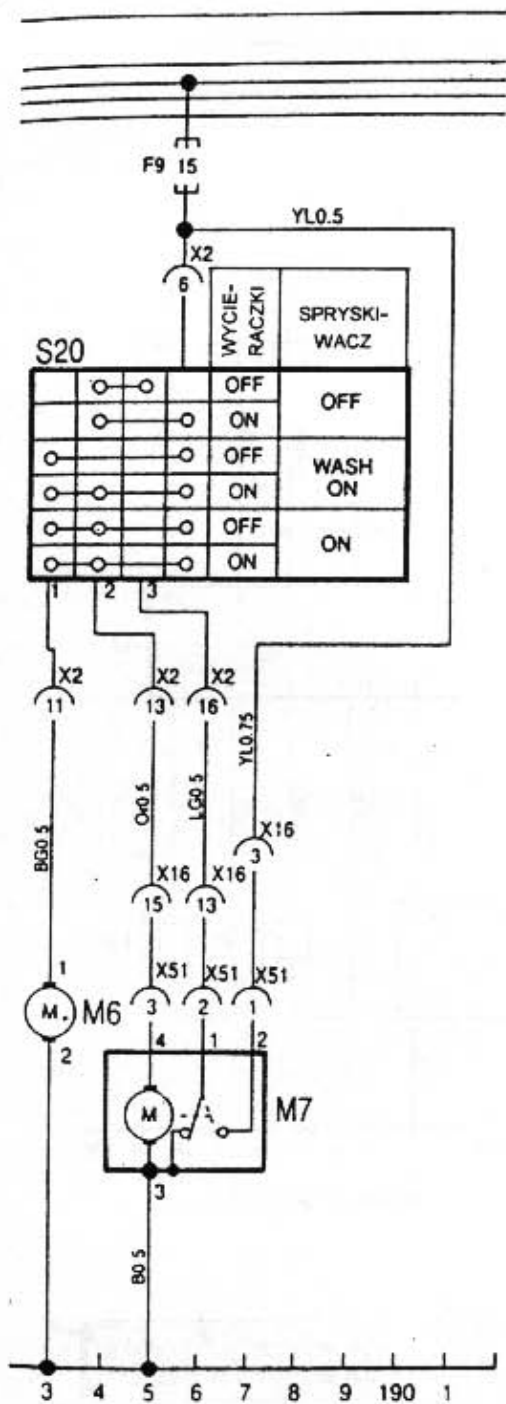 F9 15
YL0.5
X2
6
WYCIE-
RACZKI
SPRYSKI-
WACZ
S20
OFF
OFF
ON
OFF
WASH
ON
ON
OFF
ON
ON
1 2 3
X2 X2 X2
11 13 16
BG0 5
Or0 5
LG0 5
YL0.75
X16
3
X16 X16
15 13
X51 X51 X51
3 2 1
1
M. M6
2
4 1 2
M M7
3
B0 5
3 4 5 6 7 8 9 190 1